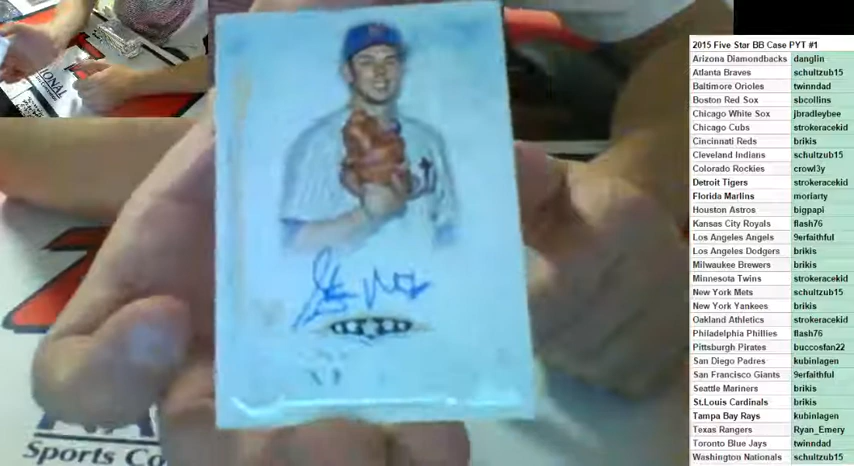 2015 Five Star BB Case PYT #1
Arizona Diamondbacks danglin
Atlanta Braves schultzub15
Baltimore Orioles twinndad
Boston Red Sox sbcollins
Chicago White Sox jbradleybee
Chicago Cubs strokeracekid
Cincinnati Reds brikis
Cleveland Indians schultzub15
Colorado Rockies crowl3y
Detroit Tigers strokeracekid
Florida Marlins moriarty
Houston Astros bigpapi
Kansas City Royals flash76
Los Angeles Angels 9erfaithful
Los Angeles Dodgers brikis
Milwaukee Brewers brikis
Minnesota Twins strokeracekid
New York Mets schultzub15
New York Yankees brikis
Oakland Athletics strokeracekid
Philadelphia Phillies flash76
Pittsburgh Pirates buccosfan22
San Diego Padres kubinlagen
San Francisco Giants 9erfaithful
Seattle Mariners brikis
St.Louis Cardinals brikis
Tampa Bay Rays kubinlagen
Texas Rangers Ryan_Emery
Toronto Blue Jays twinndad
Washington Nationals schultzub15
Sports Co